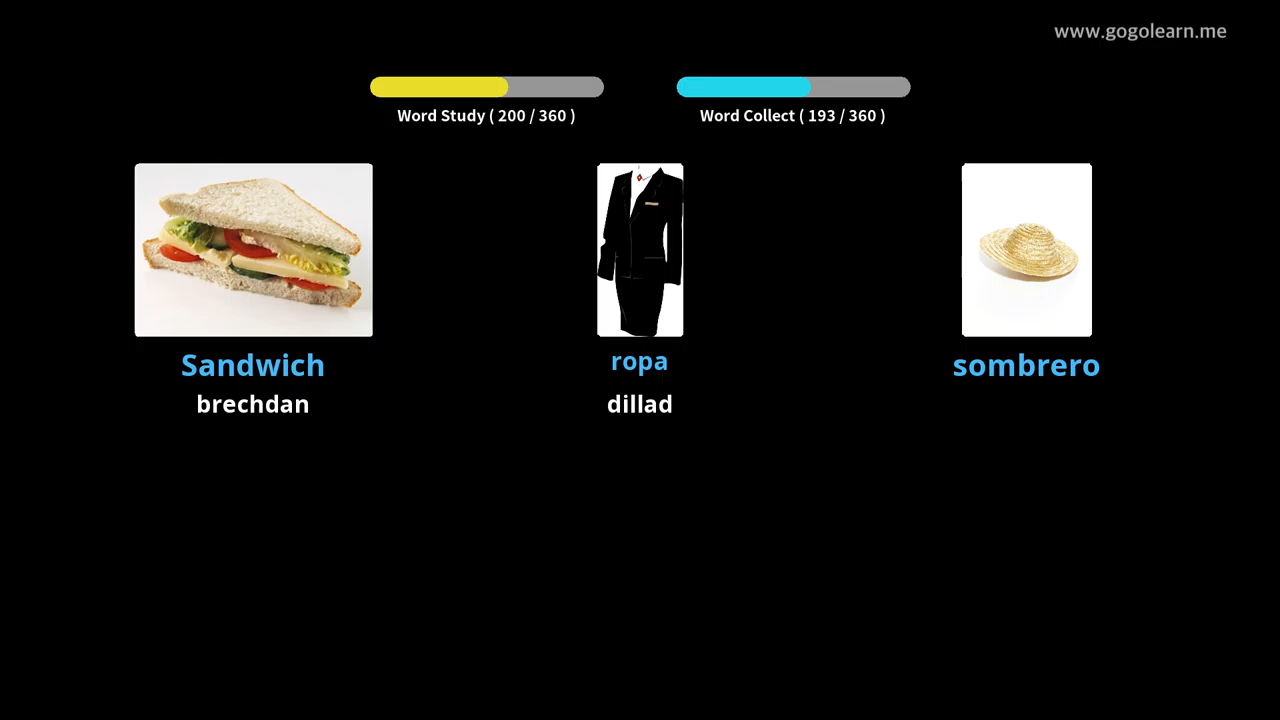 www.gogolearn.me
Word Study ( 200 / 360 )
Word Collect ( 193 / 360 )
Sandwich
brechdan
ropa
dillad
sombrero